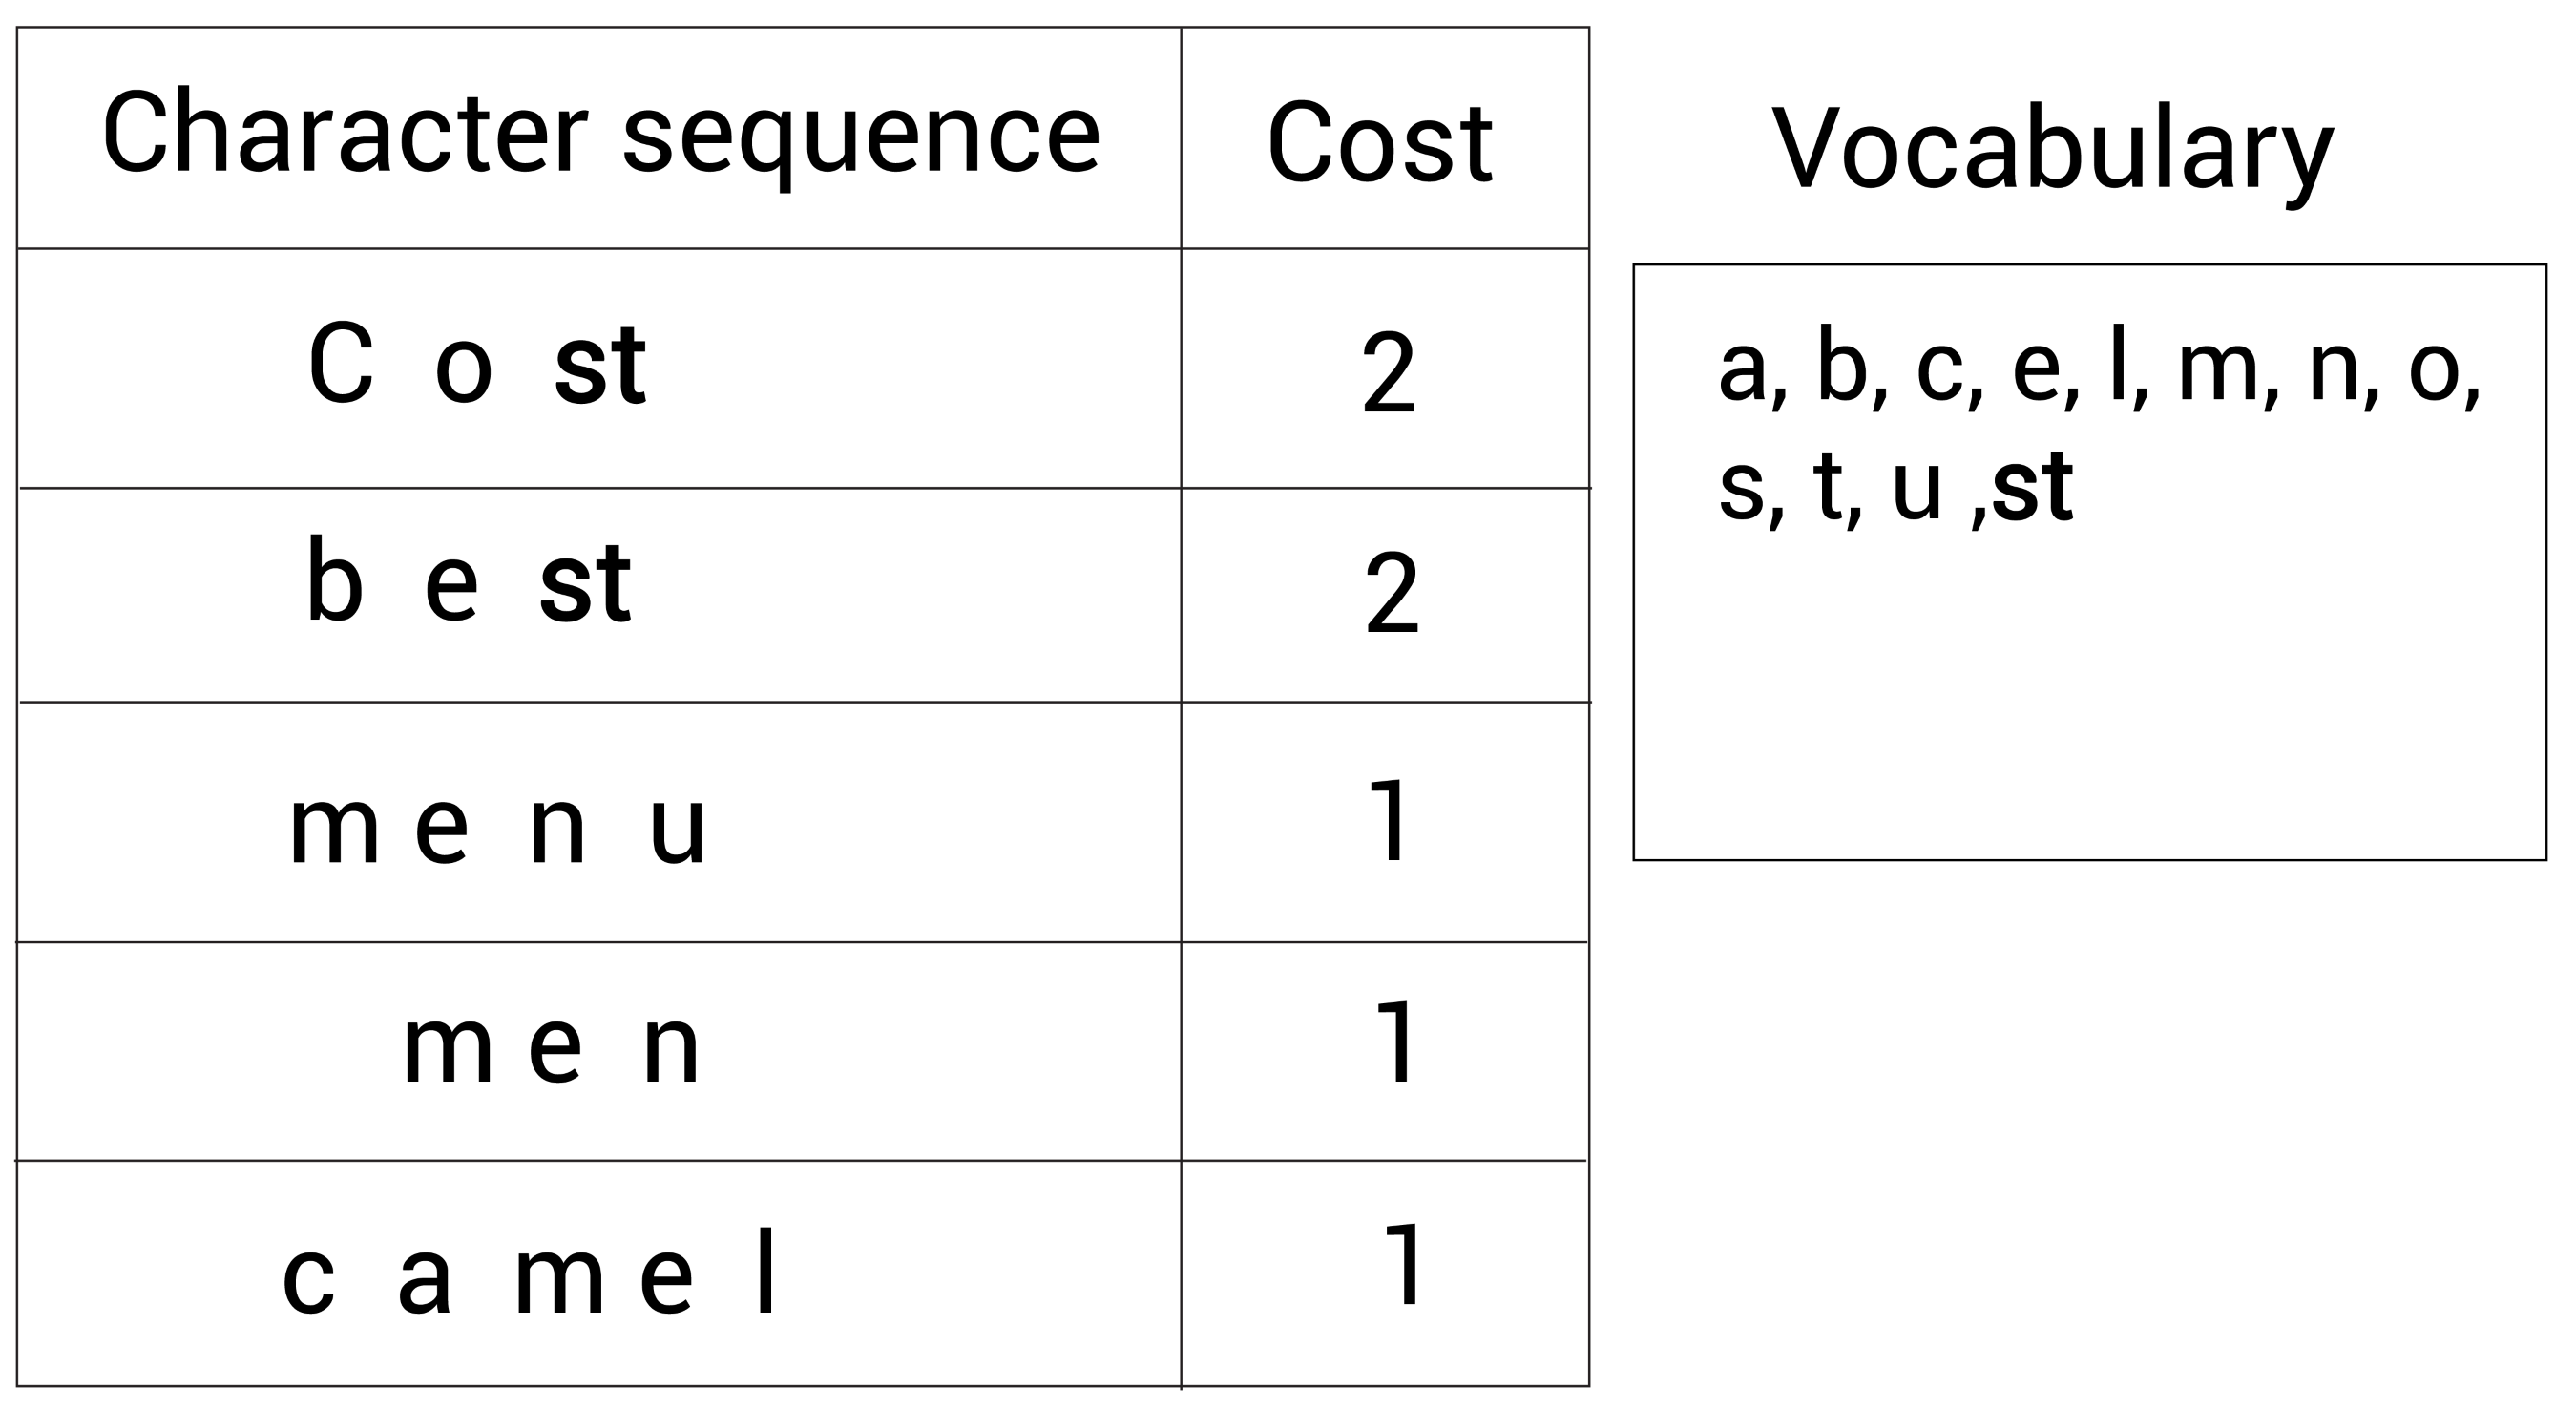 Character sequence Cost
C o st 2
b e st 2
m e n u 1
m e n 1
c a m e l 1
Vocabulary
a, b, c, e, l, m, n, o,
s, t, u ,st